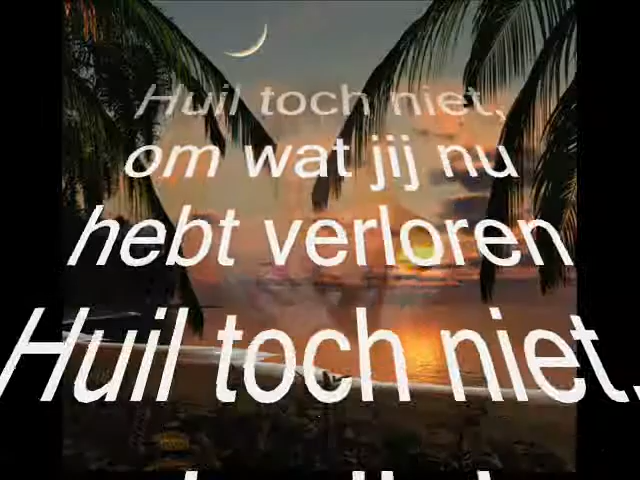 Huil toch niet,
om wat jij nu
hebt verloren
Huil toch niet.